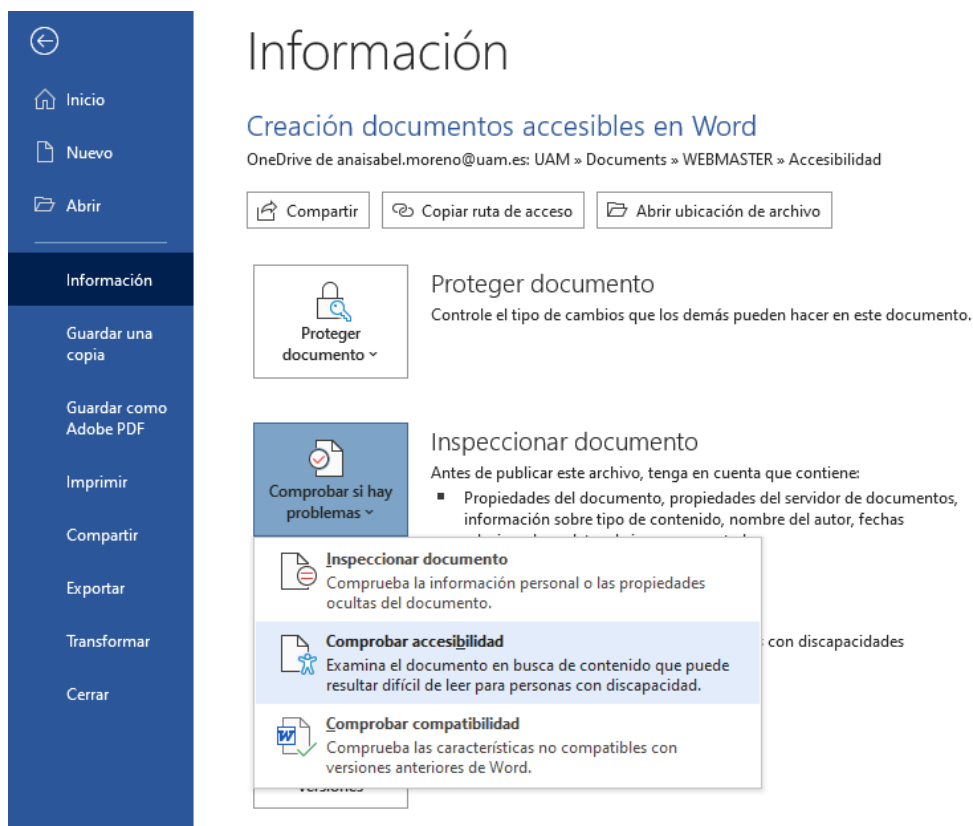 Información
Inicio
Nuevo
Abrir
Información
Guardar una
copia
Guardar como
Adobe PDF
Imprimir
Compartir
Exportar
Transformar
Cerrar
Creación documentos accesibles en Word
OneDrive de anaisabel.moreno@uam.es: UAM » Documents » WEBMASTER » Accesibilidad
Compartir
Copiar ruta de acceso
Abrir ubicación de archivo
Proteger
documento
Proteger documento
Controle el tipo de cambios que los demás pueden hacer en este documento.
Comprobar si hay
problemas
Inspeccionar documento
Antes de publicar este archivo, tenga en cuenta que contiene:
Propiedades del documento, propiedades del servidor de documentos,
información sobre tipo de contenido, nombre del autor, fechas
Inspeccionar documento
Comprueba la información personal o las propiedades
ocultas del documento.
Comprobar accesibilidad
Examina el documento en busca de contenido que puede
resultar difícil de leer para personas con discapacidad.
con discapacidades
Comprobar compatibilidad
Comprueba las características no compatibles con
versiones anteriores de Word.
versiones